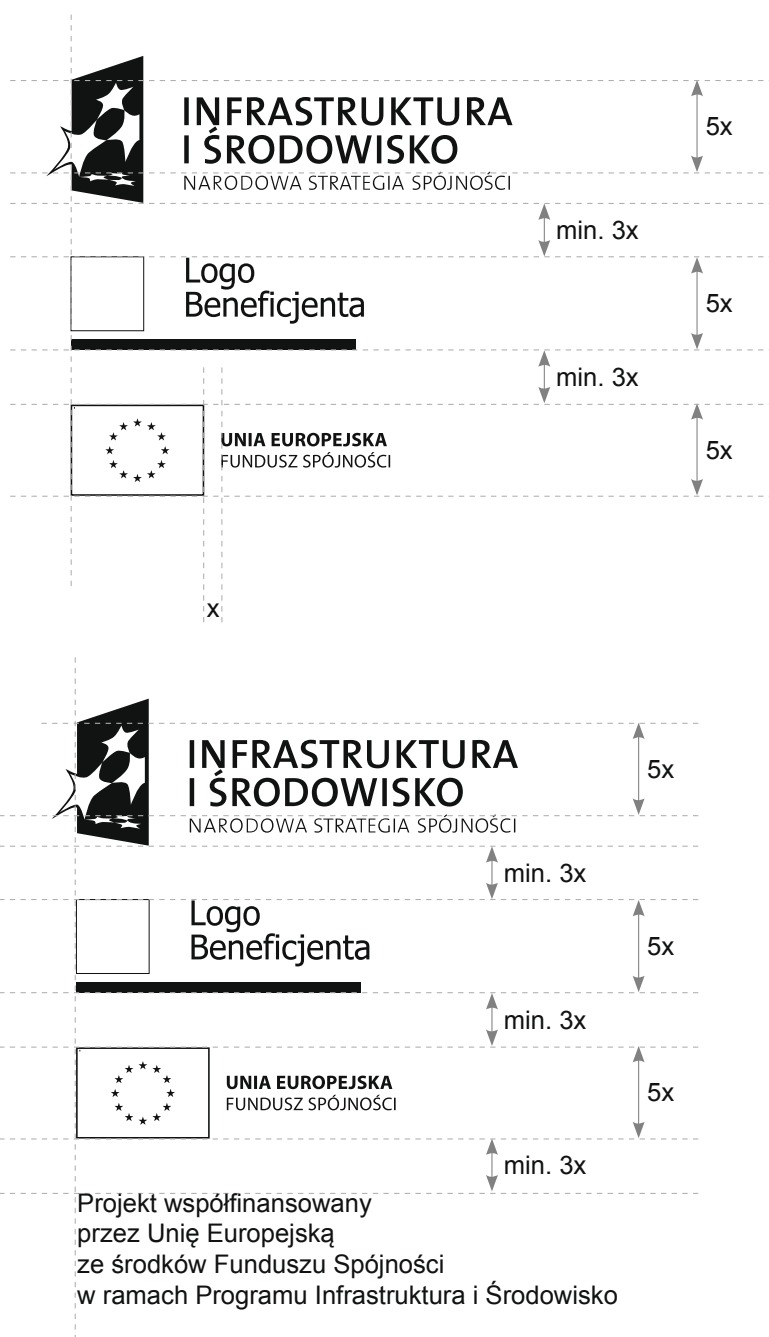 INFRASTRUKTURA
I ŚRODOWISKO
NARODOWA STRATEGIA SPÓJNOŚCI
5x
min. 3x
Logo
Beneficjenta
5x
min. 3x
UNIA EUROPEJSKA
FUNDUSZ SPÓJNOŚCI
5x
x
INFRASTRUKTURA
I ŚRODOWISKO
NARODOWA STRATEGIA SPÓJNOŚCI
5x
min. 3x
Logo
Beneficjenta
5x
min. 3x
UNIA EUROPEJSKA
FUNDUSZ SPÓJNOŚCI
5x
min. 3x
Projekt współfinansowany
przez Unię Europejską
ze środków Funduszu Spójności
w ramach Programu Infrastruktura i Środowisko